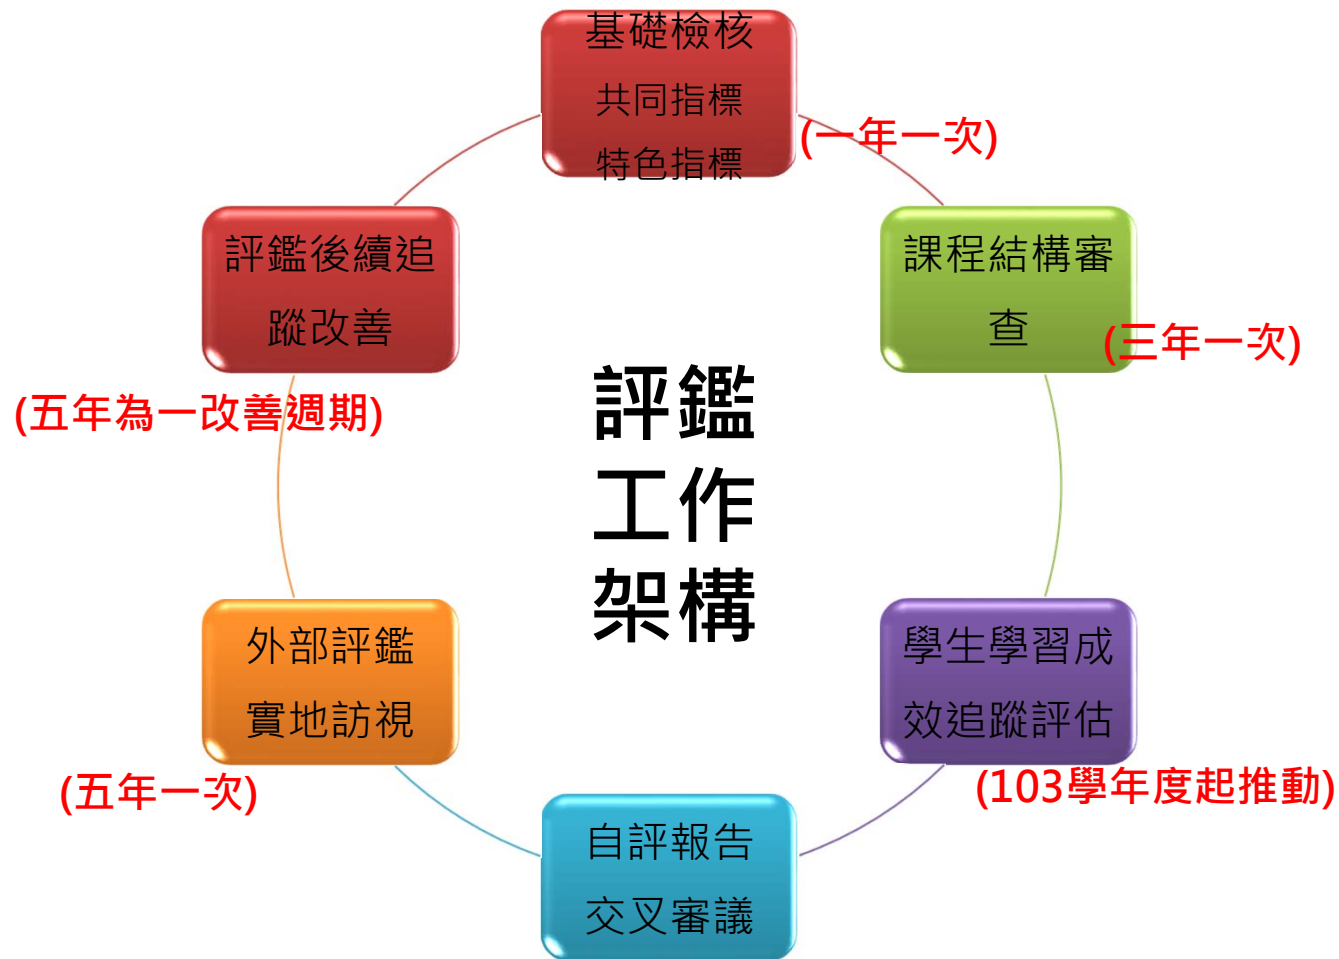 基礎檢核
共同指標
特色指標
(一年一次)
課程結構審
查
(三年一次)
學生學習成
效追蹤評估
(103學年度起推動)
自評報告
交叉審議
外部評鑑
實地訪視
(五年一次)
評鑑後續追
蹤改善
(五年為一改善週期)
評鑑
工作
架構